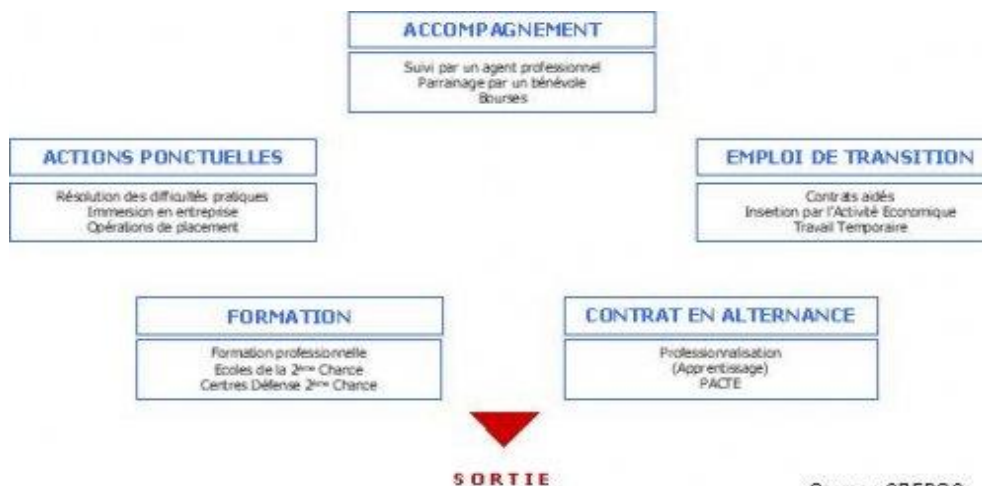 ACCOMPAGNEMENT
Suivi par un agent professionnel
Parrainage par un bénévole
Bourses
ACTIONS PONCTUELLES
Résolution des difficultés pratiques
Immersion en entreprise
Opérations de placement
EMPLOI DE TRANSITION
Contrats aidés
Insertion par l'Activité Economique
Travail Temporaire
FORMATION
Formation professionnelle
Ecoles de la 2ème Chance
Centres Défense 2ème Chance
CONTRAT EN ALTERNANCE
Professionnalisation
(Apprentissage)
PACTE
SORTIE